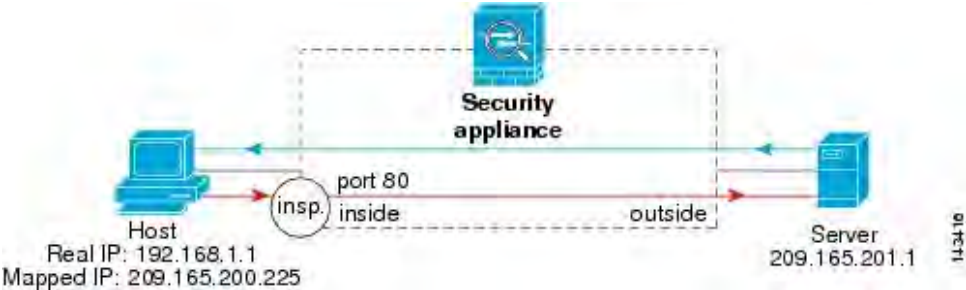 Security
appliance
port 80
insp.
inside
outside
Host
Real IP: 192.168.1.1
Mapped IP: 209.165.200.225
Server
209.165.201.1
143416